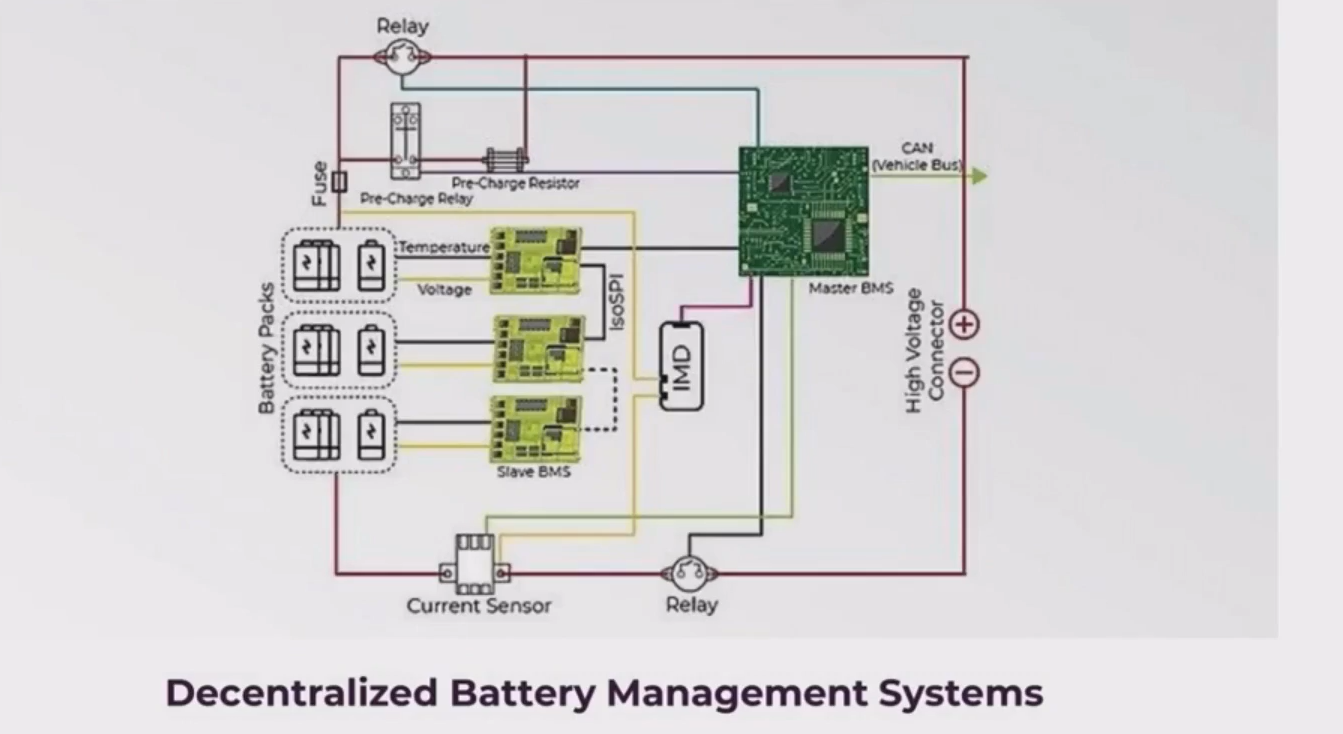 Relay
CAN
(Vehicle Bus)
Fuse
Pre-Charge Resistor
Pre-Charge Relay
Temperature
Voltage
IsoSPI
Master BMS
Battery Packs
IMD
High Voltage
Connector
Slave BMS
Current Sensor
Relay
Decentralized Battery Management Systems